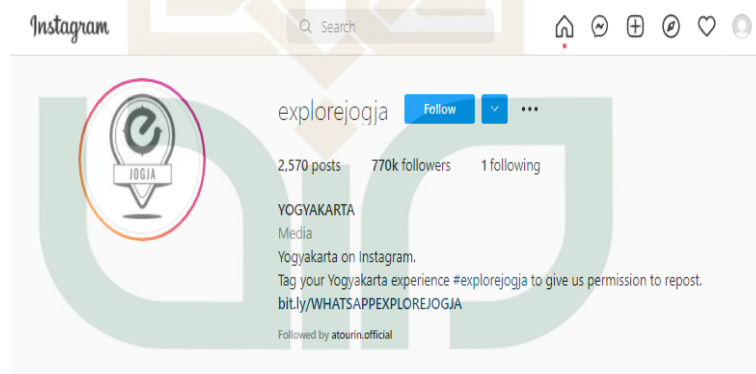 Instagram
Search
explorejogja Follow
2,570 posts 770k followers 1 following
YOGYAKARTA
Media
Yogyakarta on Instagram.
Tag your Yogyakarta experience #explorejogja to give us permission to repost.
bit.ly/WHATSAPPEXPLOREJOGJA
Followed by atourin.official
JOGJA